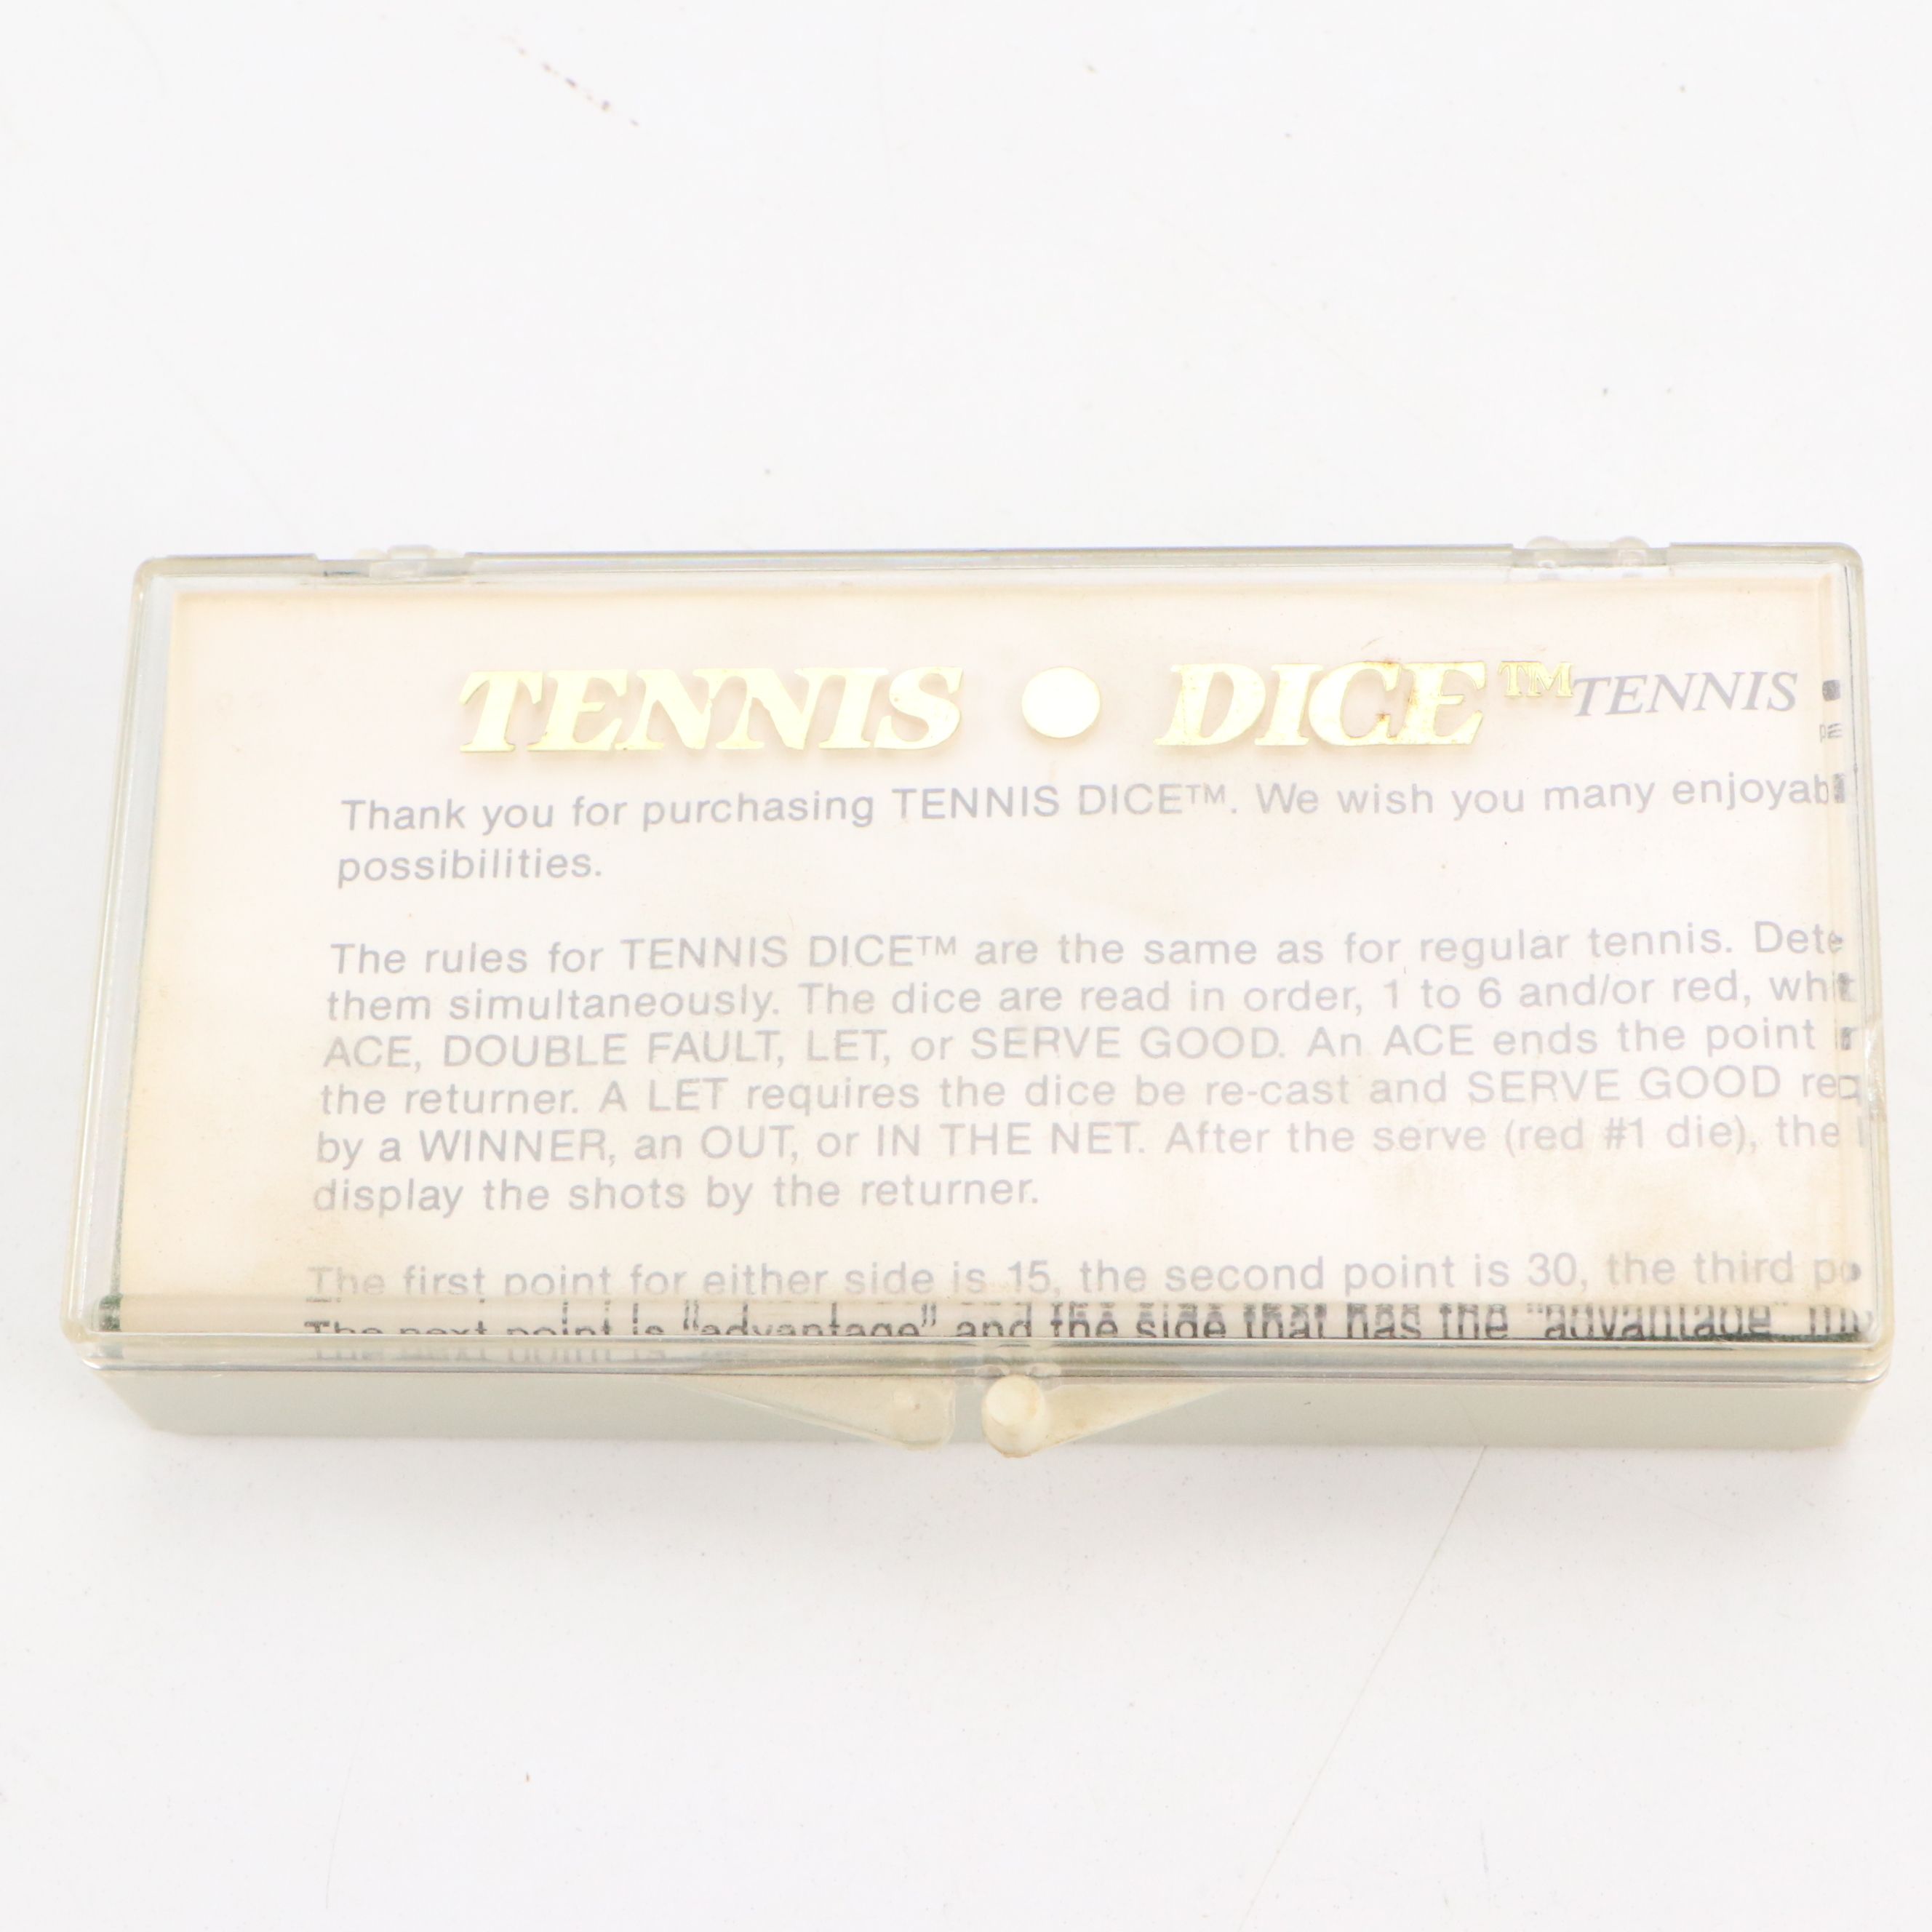 TENNIS • DICE™
TENNIS •
Thank you for purchasing TENNIS DICE™. We wish you many enjoyabl
possibilities.
The rules for TENNIS DICE™ are the same as for regular tennis. Dete
them simultaneously. The dice are read in order, 1 to 6 and/or red, whit
ACE, DOUBLE FAULT, LET, or SERVE GOOD. An ACE ends the point
the returner. A LET requires the dice be re-cast and SERVE GOOD req
by a WINNER, an OUT, or IN THE NET. After the serve (red #1 die), the
display the shots by the returner.
The first point for either side is 15, the second point is 30, the third po
The next point is "advantage" and the side that has the "advantage"